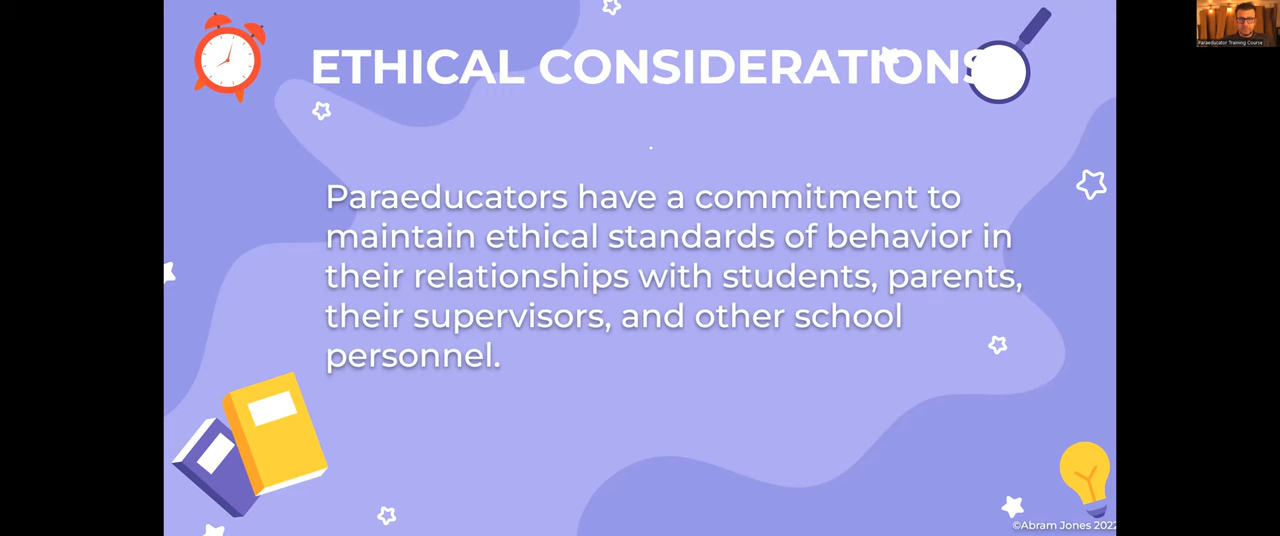 ETHICAL CONSIDERATIONS
Paraeducators have a commitment to
maintain ethical standards of behavior in
their relationships with students, parents,
their supervisors, and other school
personnel.
©Abram Jones 2022
Paraeducator Training Course